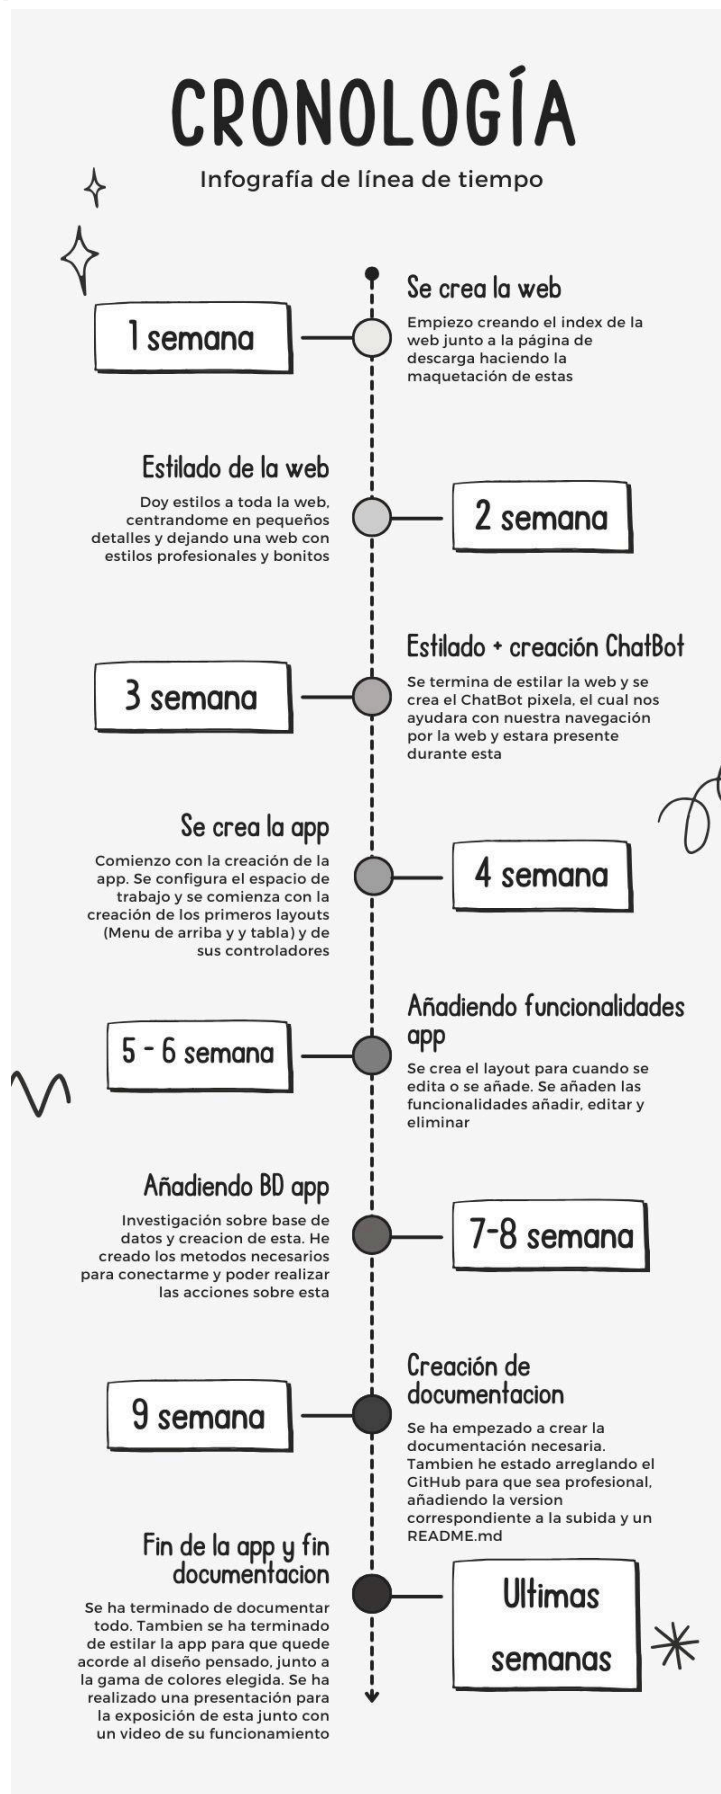 CRONOLOGÍA
Infografía de línea de tiempo
1 semana
Se crea la web
Empiezo creando el index de la
web junto a la página de
descarga haciendo la
maquetación de estas
Estilado de la web
Doy estilos a toda la web,
centrandome en pequeños
detalles y dejando una web con
estilos profesionales y bonitos
2 semana
3 semana
Estilado + creación ChatBot
Se termina de estilar la web y se
crea el ChatBot pixela, el cual nos
ayudara con nuestra navegación
por la web y estara presente
durante esta
Se crea la app
Comienzo con la creación de la
app. Se configura el espacio de
trabajo y se comienza con la
creación de los primeros layouts
(Menu de arriba y y tabla) y de
sus controladores
4 semana
5 - 6 semana
Añadiendo funcionalidades
app
Se crea el layout para cuando se
edita o se añade. Se añaden las
funcionalidades añadir, editar y
eliminar
Añadiendo BD app
Investigación sobre base de
datos y creacion de esta. He
creado los metodos necesarios
para conectarme y poder realizar
las acciones sobre esta
7-8 semana
9 semana
Creación de
documentacion
Se ha empezado a crear la
documentación necesaria.
Tambien he estado arreglando el
GitHub para que sea profesional,
añadiendo la version
correspondiente a la subida y un
README.md
Fin de la app y fin
documentacion
Se ha terminado de documentar
todo. Tambien se ha terminado
de estilar la app para que quede
acorde al diseño pensado, junto a
la gama de colores elegida. Se ha
realizado una presentación para
la exposición de esta junto con
un video de su funcionamiento
Ultimas
semanas